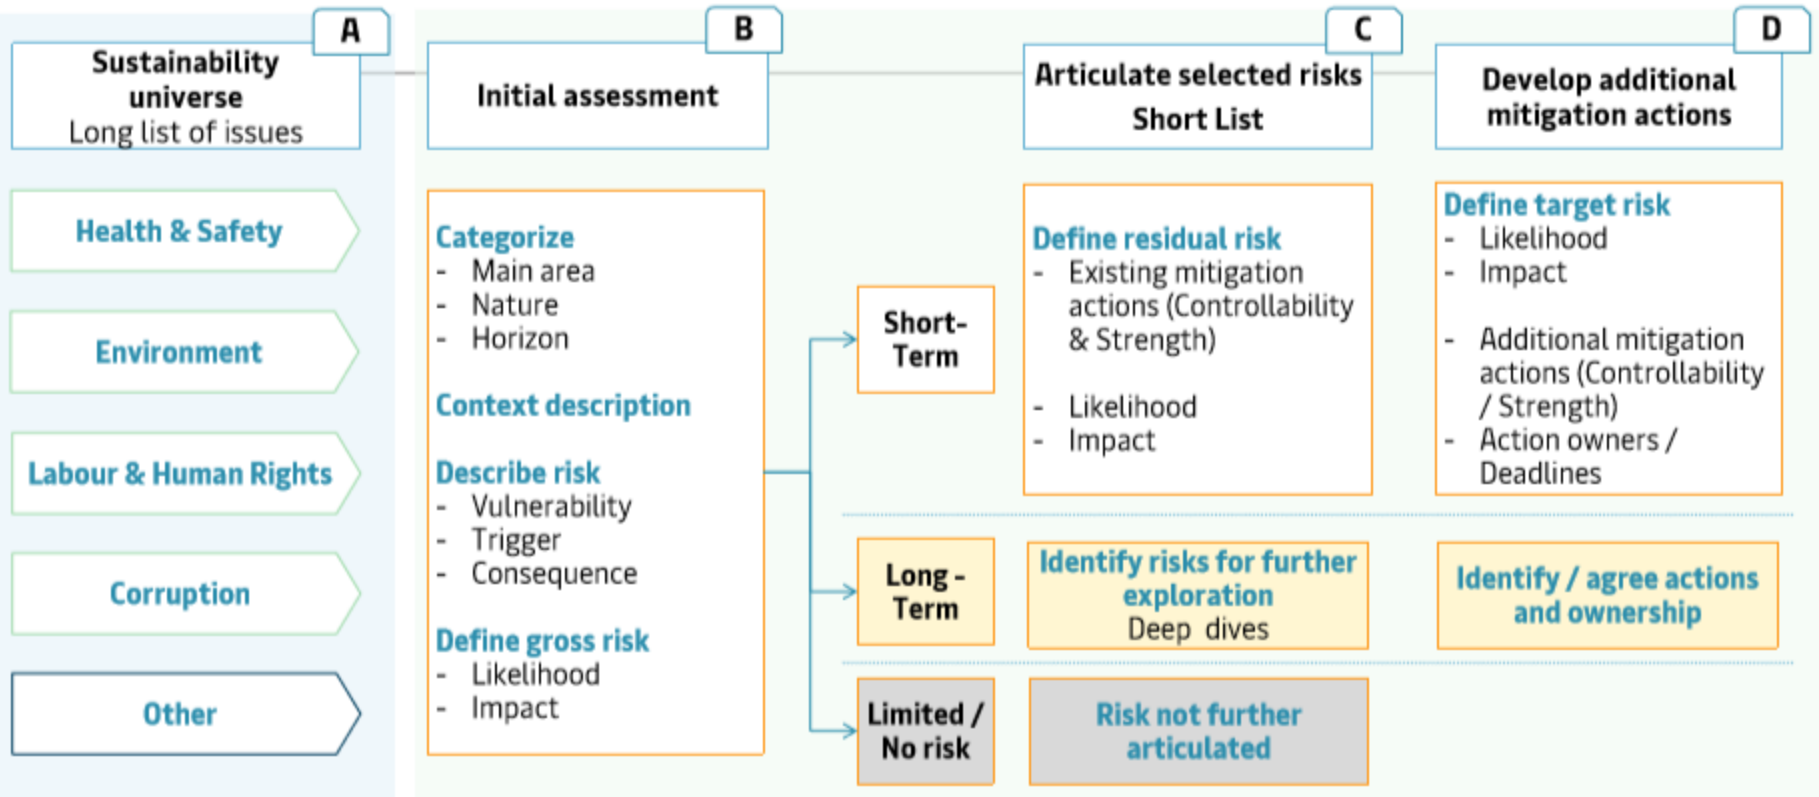 A
Sustainability
universe
Long list of issues
Health & Safety
Environment
Labour & Human Rights
Corruption
Other
B
Initial assessment
Categorize
- Main area
- Nature
- Horizon
Context description
Describe risk
- Vulnerability
- Trigger
- Consequence
Define gross risk
- Likelihood
- Impact
Short-
Term
Long -
Term
Limited /
No risk
C
Articulate selected risks
Short List
Define residual risk
- Existing mitigation
actions (Controllability
& Strength)
- Likelihood
- Impact
Identify risks for further
exploration
Deep dives
Risk not further
articulated
D
Develop additional
mitigation actions
Define target risk
- Likelihood
- Impact
- Additional mitigation
actions (Controllability
/ Strength)
- Action owners /
Deadlines
Identify / agree actions
and ownership